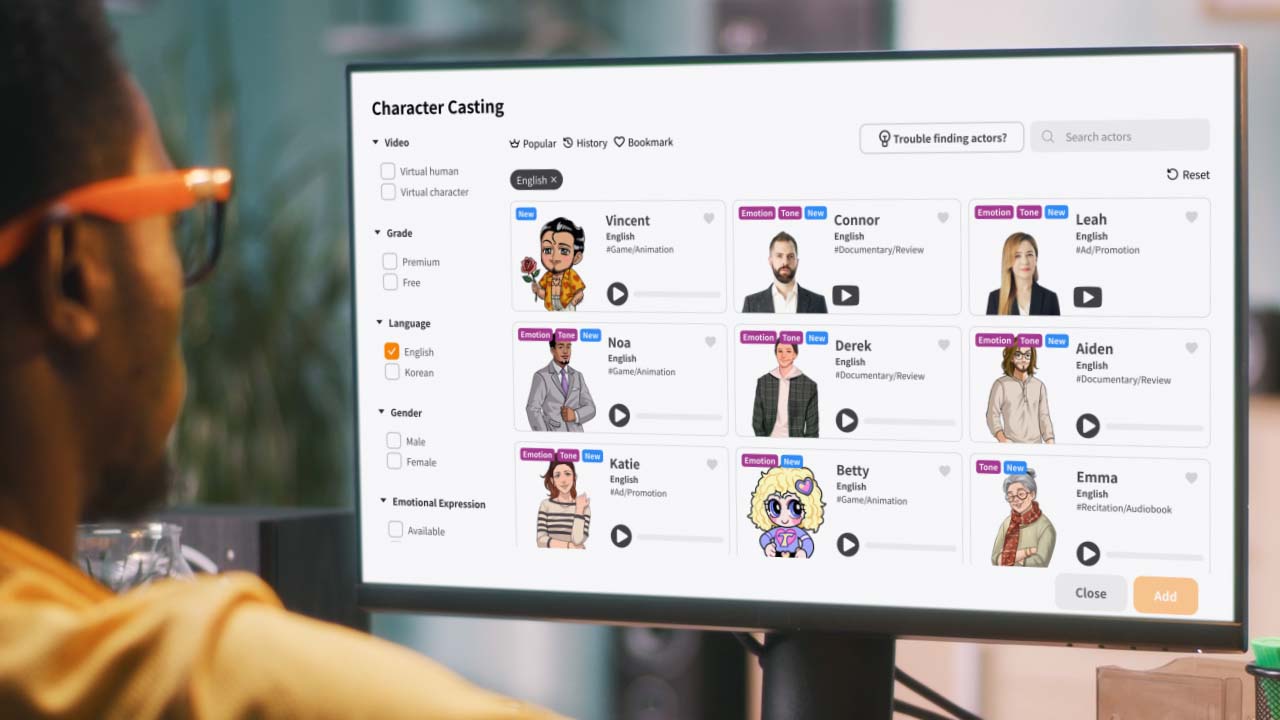 Character Casting
Video
Virtual human
Virtual character
Grade
Premium
Free
Language
English
Korean
Gender
Male
Female
Emotional Expression
Available
Popular History Bookmark
Trouble finding actors?
Search actors
English ×
Reset
New
Vincent
English
#Game/Animation
Emotion Tone New
Connor
English
#Documentary/Review
Emotion Tone New
Leah
English
#Ad/Promotion
Emotion Tone New
Noa
English
#Game/Animation
Emotion Tone New
Derek
English
#Documentary/Review
Emotion Tone New
Aiden
English
#Documentary/Review
Emotion Tone New
Katie
English
#Ad/Promotion
Emotion New
Betty
English
#Game/Animation
Tone New
Emma
English
#Recitation/Audiobook
Close
Add